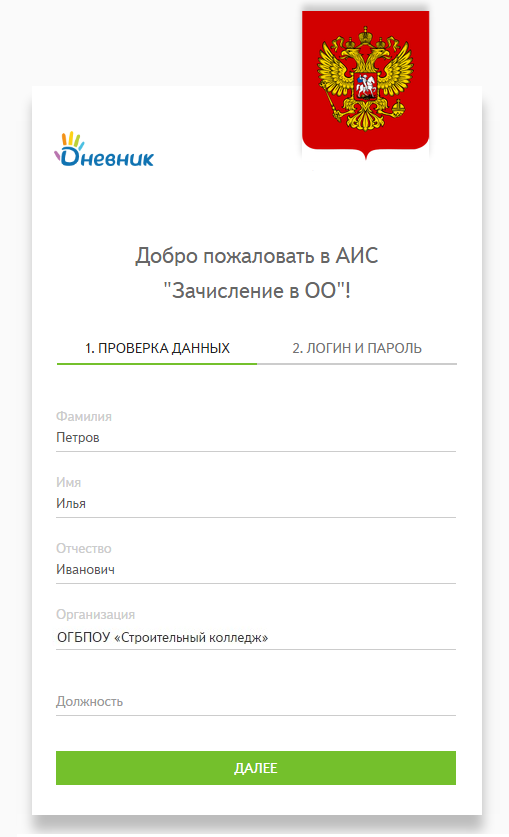 Dневник
Добро пожаловать в АИС
"Зачисление в ОО"!
1. ПРОВЕРКА ДАННЫХ 2. ЛОГИН И ПАРОЛЬ
Фамилия
Петров
Имя
Илья
Отчество
Иванович
Организация
ОГБПОУ «Строительный колледж»
Должность
ДАЛЕЕ